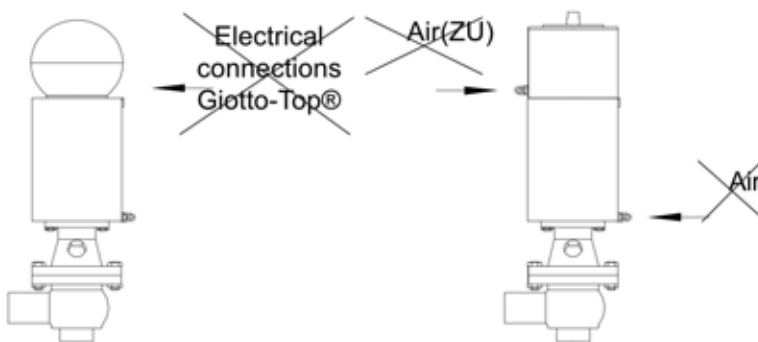 Electrical
connections
Giotto-Top®
Air(ZU)
Air